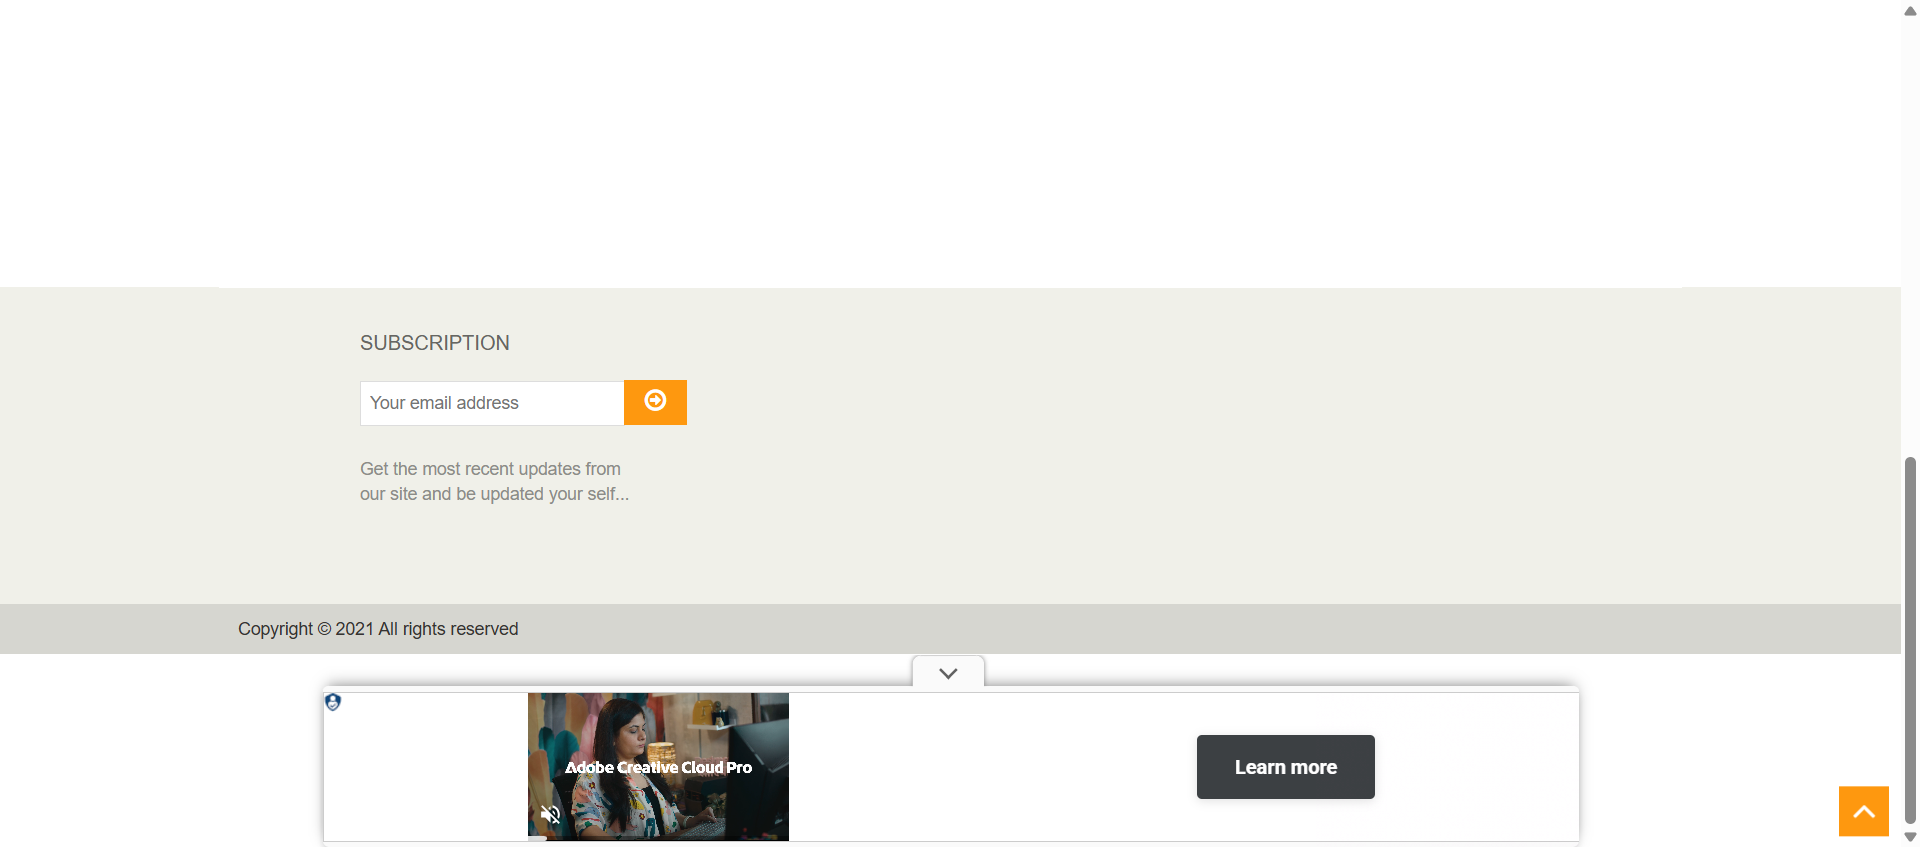 SUBSCRIPTION
Your email address
Get the most recent updates from
our site and be updated your self...
Copyright © 2021 All rights reserved
Adobe Creative Cloud Pro
Learn more